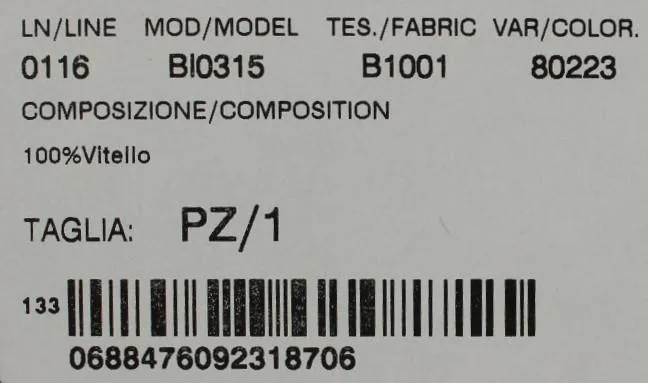 LN/LINE MOD/MODEL TES./FABRIC VAR/COLOR.
0116 BI0315 B1001 80223
COMPOSIZIONE/COMPOSITION
100%Vitello
TAGLIA: PZ/1
133
0688476092318706